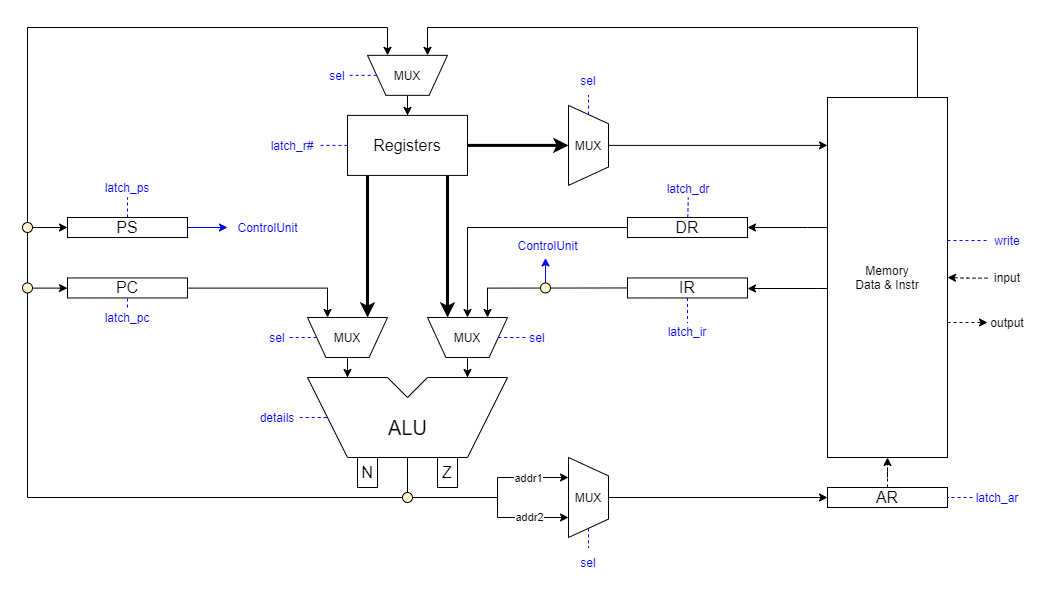 sel
MUX
sel
latch_r#
Registers
MUX
latch_ps
latch_dr
PS
ControlUnit
DR
write
ControlUnit
Memory
Data & Instr
input
PC
IR
latch_pc
output
latch_ir
sel
MUX
MUX
sel
details
ALU
N
Z
addr1
MUX
AR
latch_ar
addr2
sel